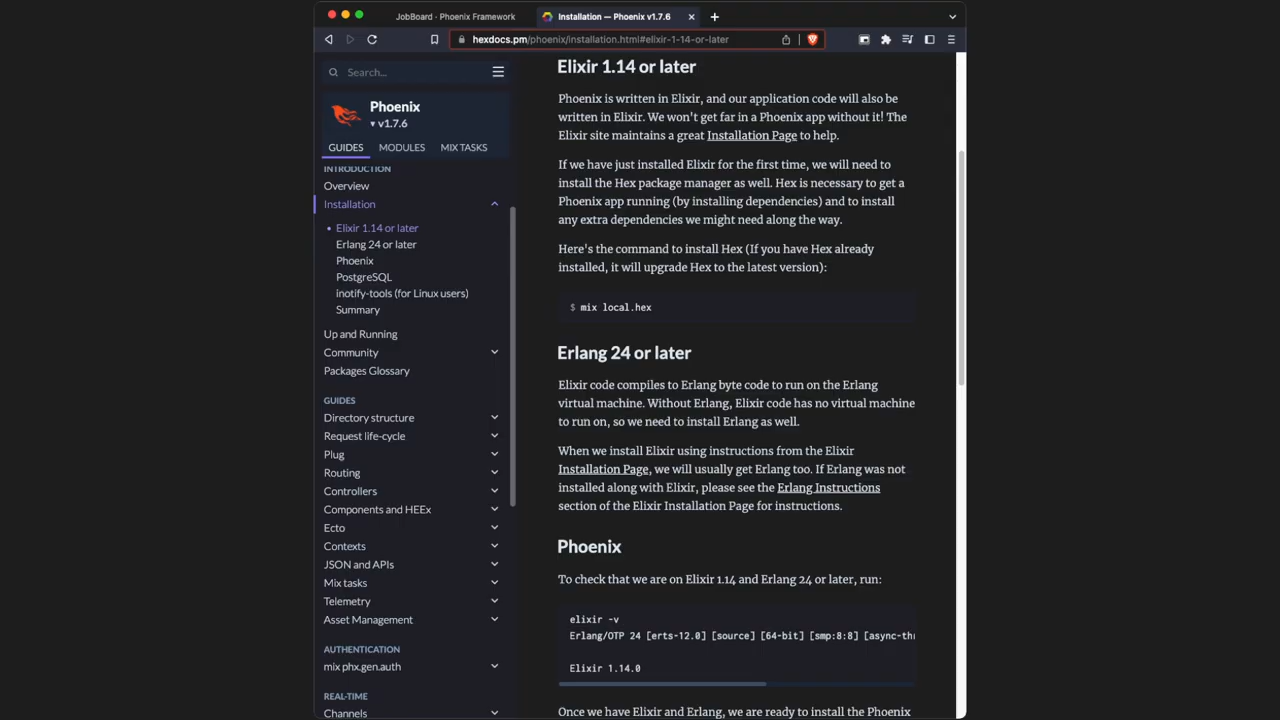 JobBoard · Phoenix Framework
Installation — Phoenix v1.7.6
hexdocs.pm/phoenix/installation.html#elixir-1-14-or-later
Search...
Phoenix
▾ v1.7.6
GUIDES
MODULES
MIX TASKS
INTRODUCTION
Overview
Installation
Elixir 1.14 or later
Erlang 24 or later
Phoenix
PostgreSQL
inotify-tools (for Linux users)
Summary
Up and Running
Community
Packages Glossary
GUIDES
Directory structure
Request life-cycle
Plug
Routing
Controllers
Components and HEEx
Ecto
Contexts
JSON and APIs
Mix tasks
Telemetry
Asset Management
AUTHENTICATION
mix phx.gen.auth
REAL-TIME
Channels
Elixir 1.14 or later
Phoenix is written in Elixir, and our application code will also be
written in Elixir. We won't get far in a Phoenix app without it! The
Elixir site maintains a great Installation Page to help.
If we have just installed Elixir for the first time, we will need to
install the Hex package manager as well. Hex is necessary to get a
Phoenix app running (by installing dependencies) and to install
any extra dependencies we might need along the way.
Here's the command to install Hex (If you have Hex already
installed, it will upgrade Hex to the latest version):
$ mix local.hex
Erlang 24 or later
Elixir code compiles to Erlang byte code to run on the Erlang
virtual machine. Without Erlang, Elixir code has no virtual machine
to run on, so we need to install Erlang as well.
When we install Elixir using instructions from the Elixir
Installation Page, we will usually get Erlang too. If Erlang was not
installed along with Elixir, please see the Erlang Instructions
section of the Elixir Installation Page for instructions.
Phoenix
To check that we are on Elixir 1.14 and Erlang 24 or later, run:
elixir -v
Erlang/OTP 24 [erts-12.0] [source] [64-bit] [smp:8:8] [async-thr
Elixir 1.14.0
Once we have Elixir and Erlang, we are ready to install the Phoenix